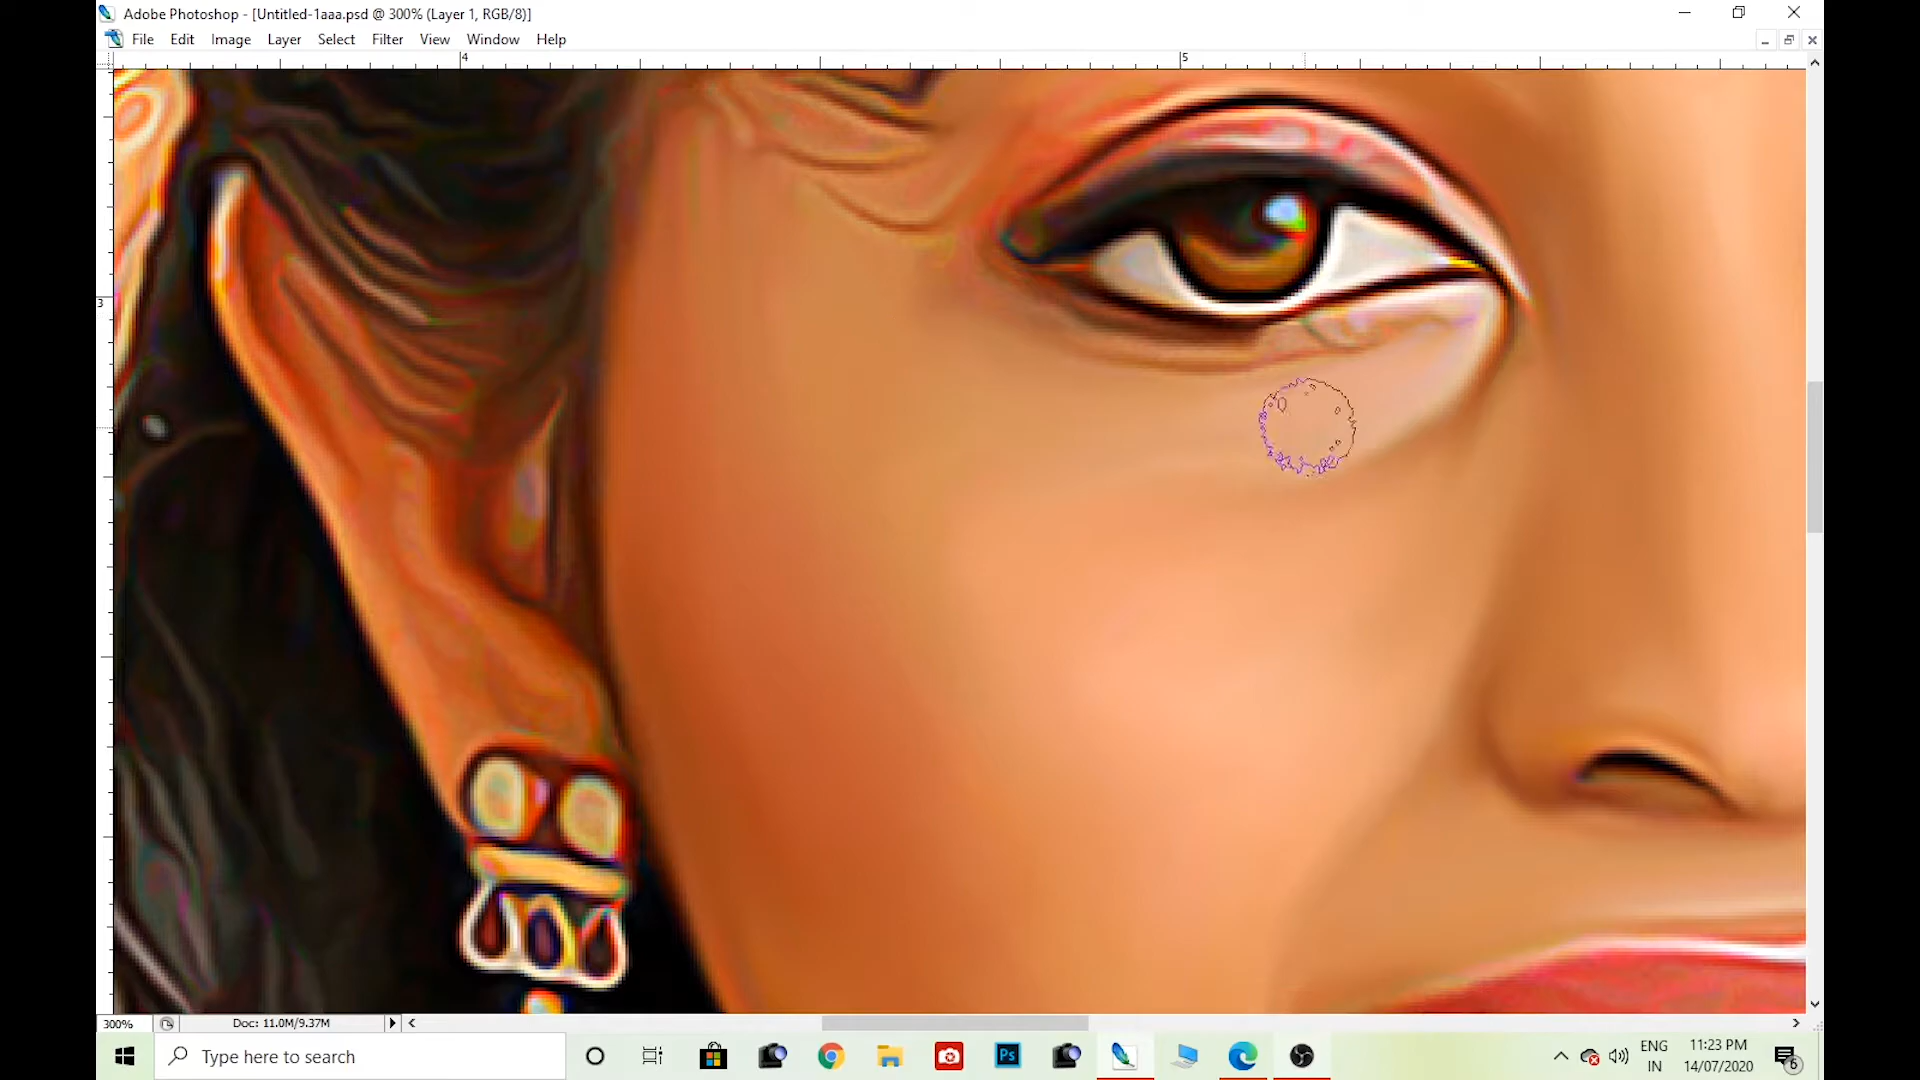 Adobe Photoshop - [Untitled-1aaa.psd @ 300% (Layer 1, RGB/8)]
File Edit Image Layer Select Filter View Window Help
4 5
3
300% Doc: 11.0M/9.37M
Type here to search
Ps
ENG
IN
11:23 PM
14/07/2020
6